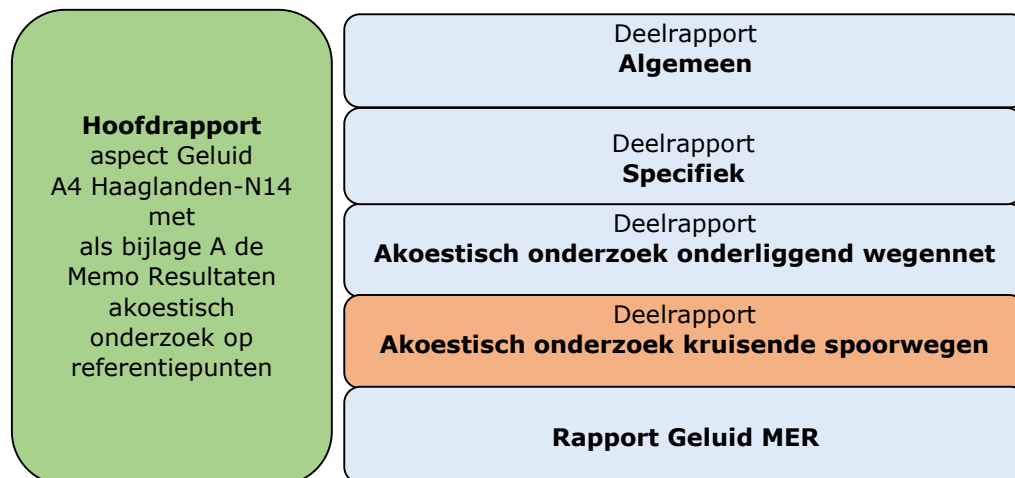 Hoofdrapport
aspect Geluid
A4 Haaglanden-N14
met
als bijlage A de
Memo Resultaten
akoestisch
onderzoek op
referentiepunten
Deelrapport
Algemeen
Deelrapport
Specifiek
Deelrapport
Akoestisch onderzoek onderliggend wegennet
Deelrapport
Akoestisch onderzoek kruisende spoorwegen
Rapport Geluid MER